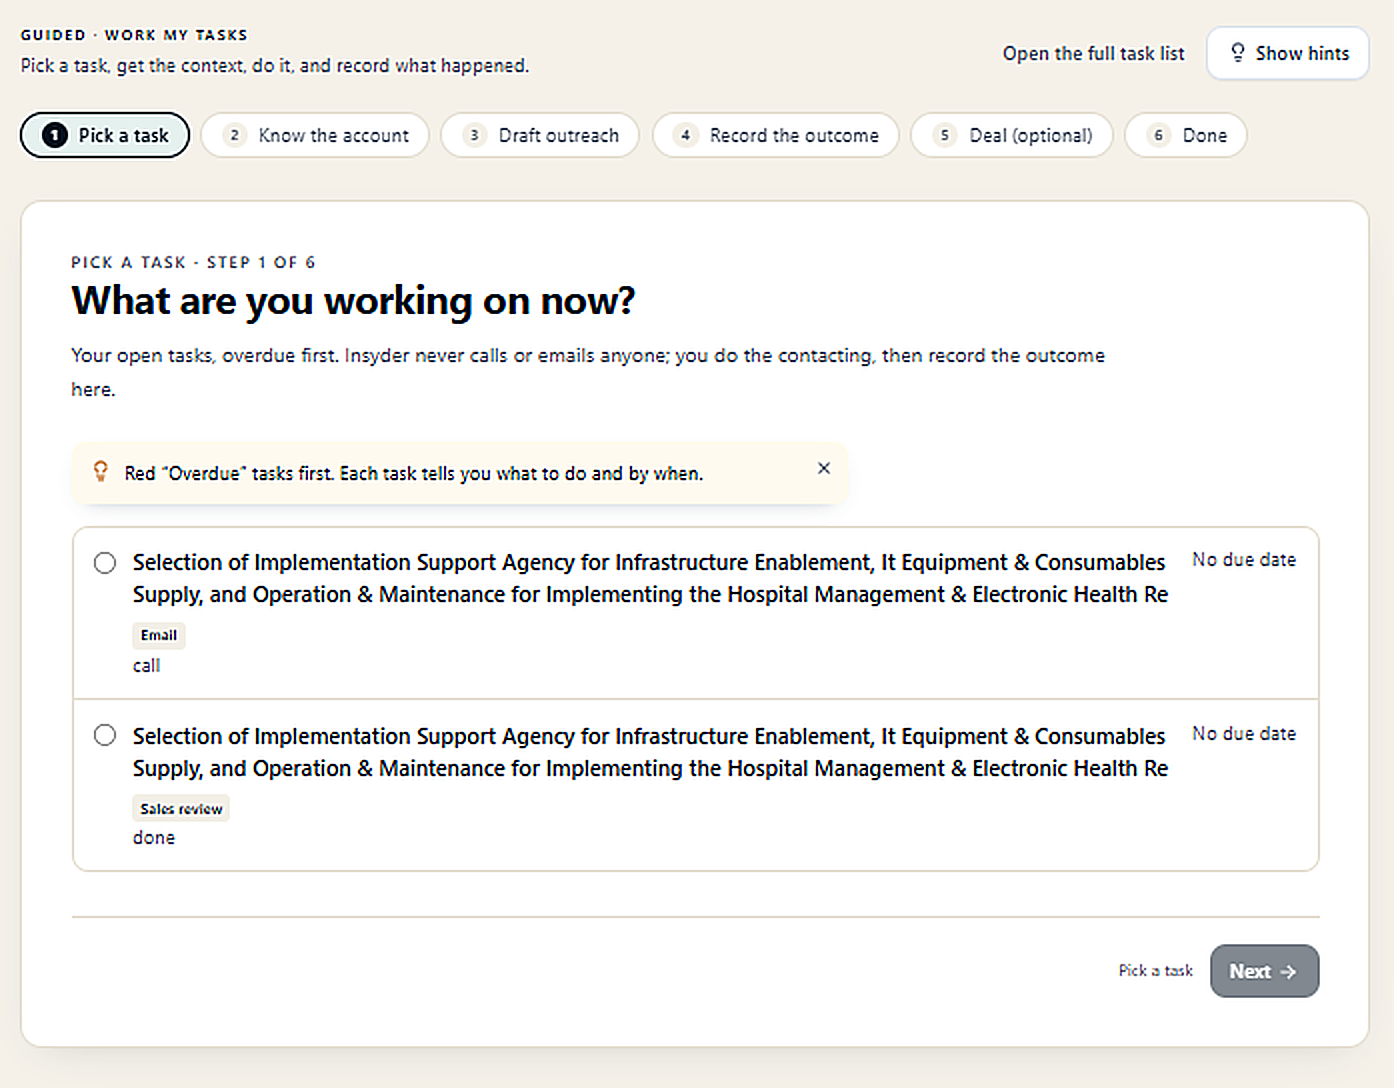 GUIDED · WORK MY TASKS
Pick a task, get the context, do it, and record what happened.
Open the full task list
Show hints
1 Pick a task
2 Know the account
3 Draft outreach
4 Record the outcome
5 Deal (optional)
6 Done
PICK A TASK · STEP 1 OF 6
What are you working on now?
Your open tasks, overdue first. Insyder never calls or emails anyone; you do the contacting, then record the outcome
here.
Red “Overdue” tasks first. Each task tells you what to do and by when.
Selection of Implementation Support Agency for Infrastructure Enablement, It Equipment & Consumables
Supply, and Operation & Maintenance for Implementing the Hospital Management & Electronic Health Re
No due date
Email
call
Selection of Implementation Support Agency for Infrastructure Enablement, It Equipment & Consumables
Supply, and Operation & Maintenance for Implementing the Hospital Management & Electronic Health Re
No due date
Sales review
done
Pick a task
Next →